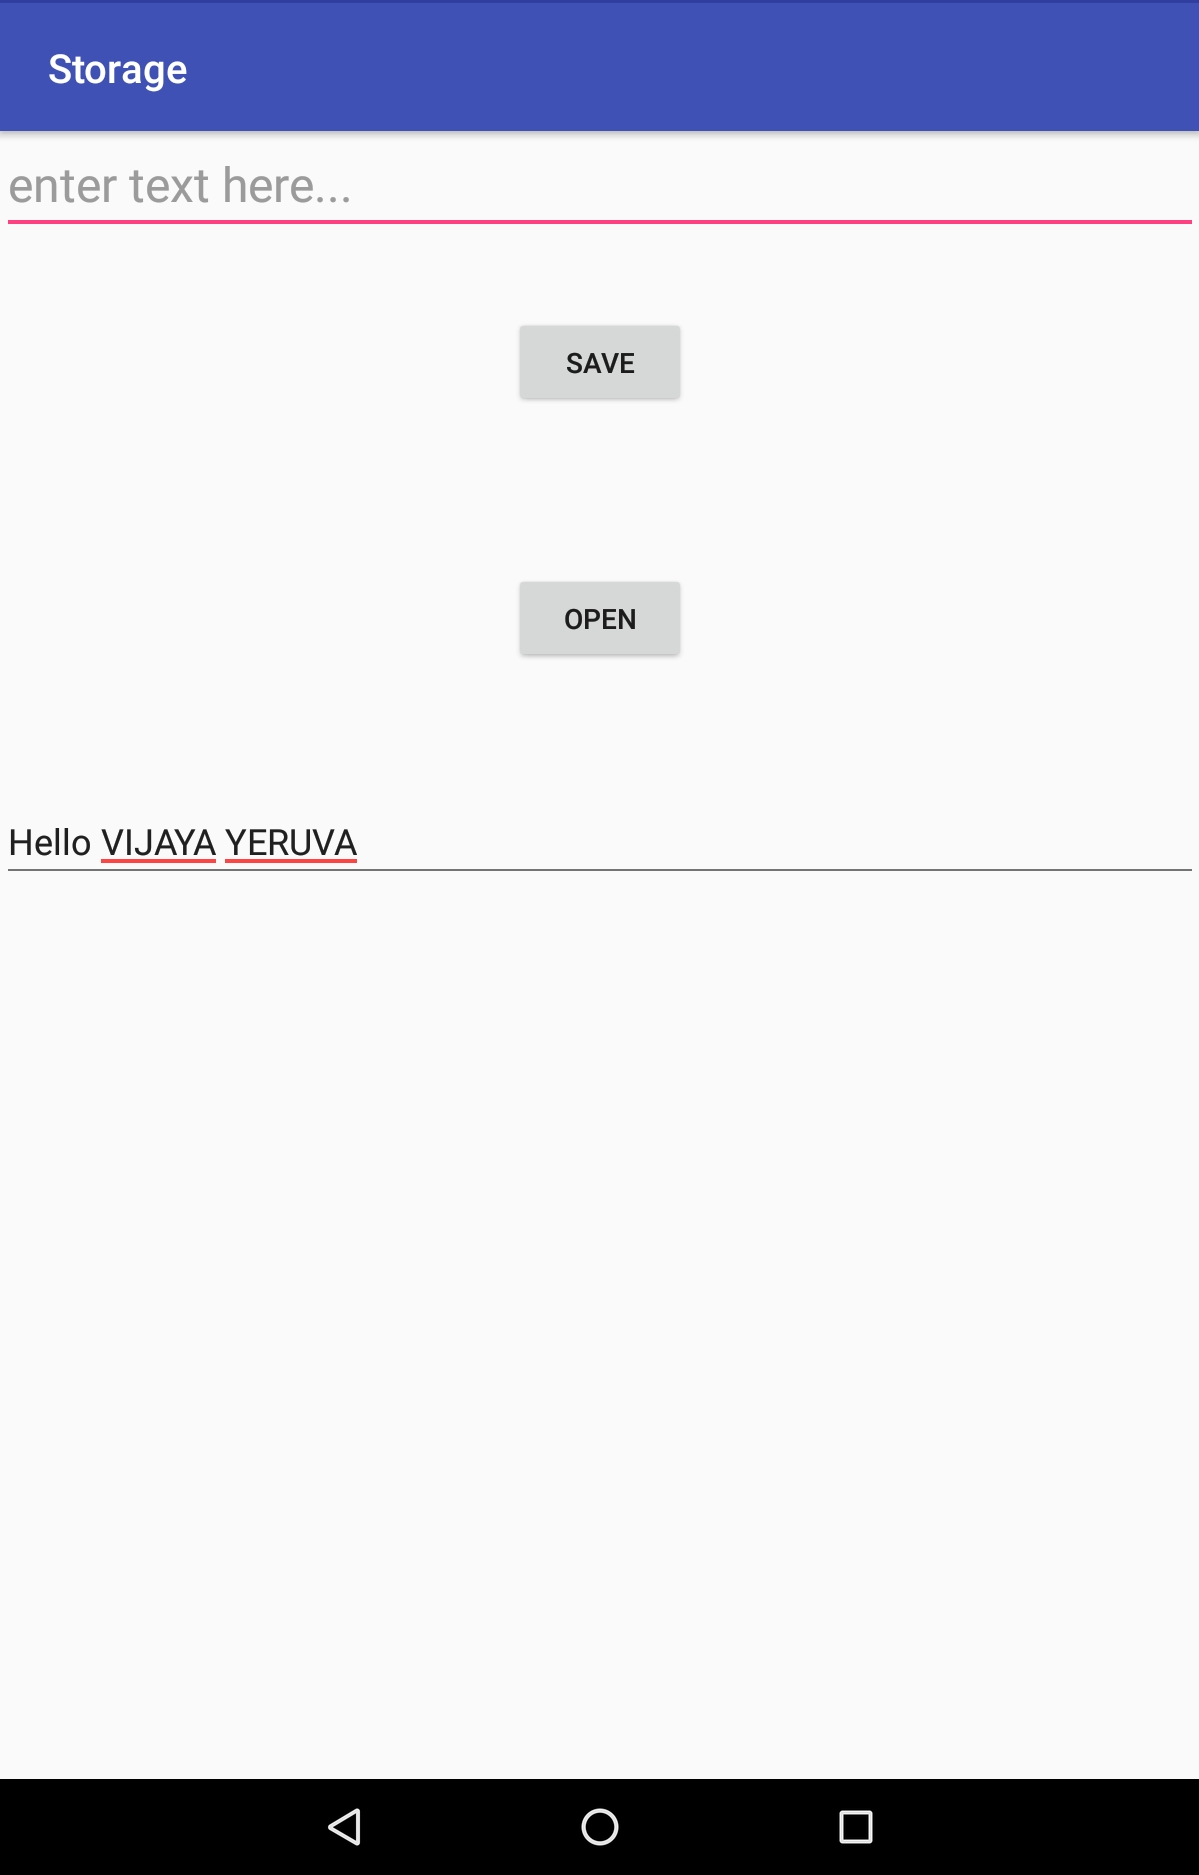 Storage
enter text here...
SAVE
OPEN
Hello VIJAYA YERUVA